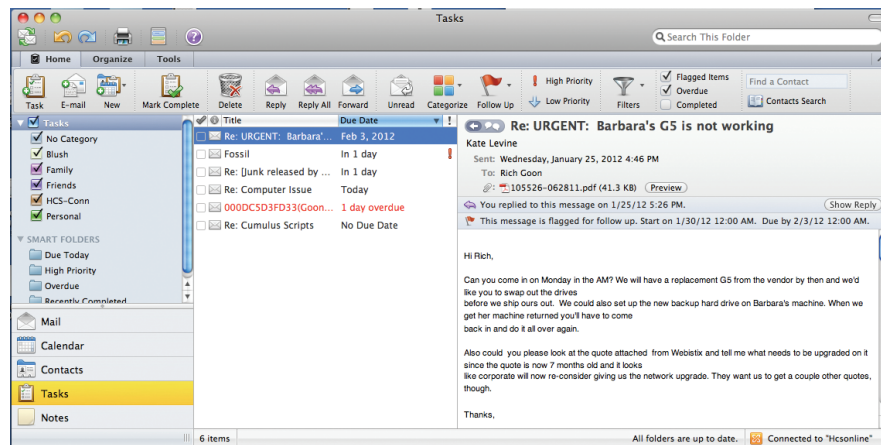 Tasks
Search This Folder
Home Organize Tools
Task E-mail New Mark Complete Delete Reply Reply All Forward Unread Categorize Follow Up High Priority Low Priority Filters Flagged Items Overdue Completed Find a Contact Contacts Search
Tasks
No Category
Blush
Family
Friends
HCS-Conn
Personal
SMART FOLDERS
Due Today
High Priority
Overdue
Recently Completed
Mail
Calendar
Contacts
Tasks
Notes
Title Due Date !
Re: URGENT: Barbara'... Feb 3, 2012
Fossil In 1 day
Re: [Junk released by ... In 1 day
Re: Computer Issue Today
000DC5D3FD33(Goon... 1 day overdue
Re: Cumulus Scripts No Due Date
Re: URGENT: Barbara's G5 is not working
Kate Levine
Sent: Wednesday, January 25, 2012 4:46 PM
To: Rich Goon
105526-062811.pdf (41.3 KB) Preview
You replied to this message on 1/25/12 5:26 PM. Show Reply
This message is flagged for follow up. Start on 1/30/12 12:00 AM. Due by 2/3/12 12:00 AM.
Hi Rich,
Can you come in on Monday in the AM? We will have a replacement G5 from the vendor by then and we'd
like you to swap out the drives
before we ship ours out. We could also set up the new backup hard drive on Barbara's machine. When we
get her machine returned you'll have to come
back in and do it all over again.
Also could you please look at the quote attached from Webistix and tell me what needs to be upgraded on it
since the quote is now 7 months old and it looks
like corporate will now re-consider giving us the network upgrade. They want us to get a couple other quotes,
though.
Thanks,
6 items
All folders are up to date. Connected to "Hcsonline"